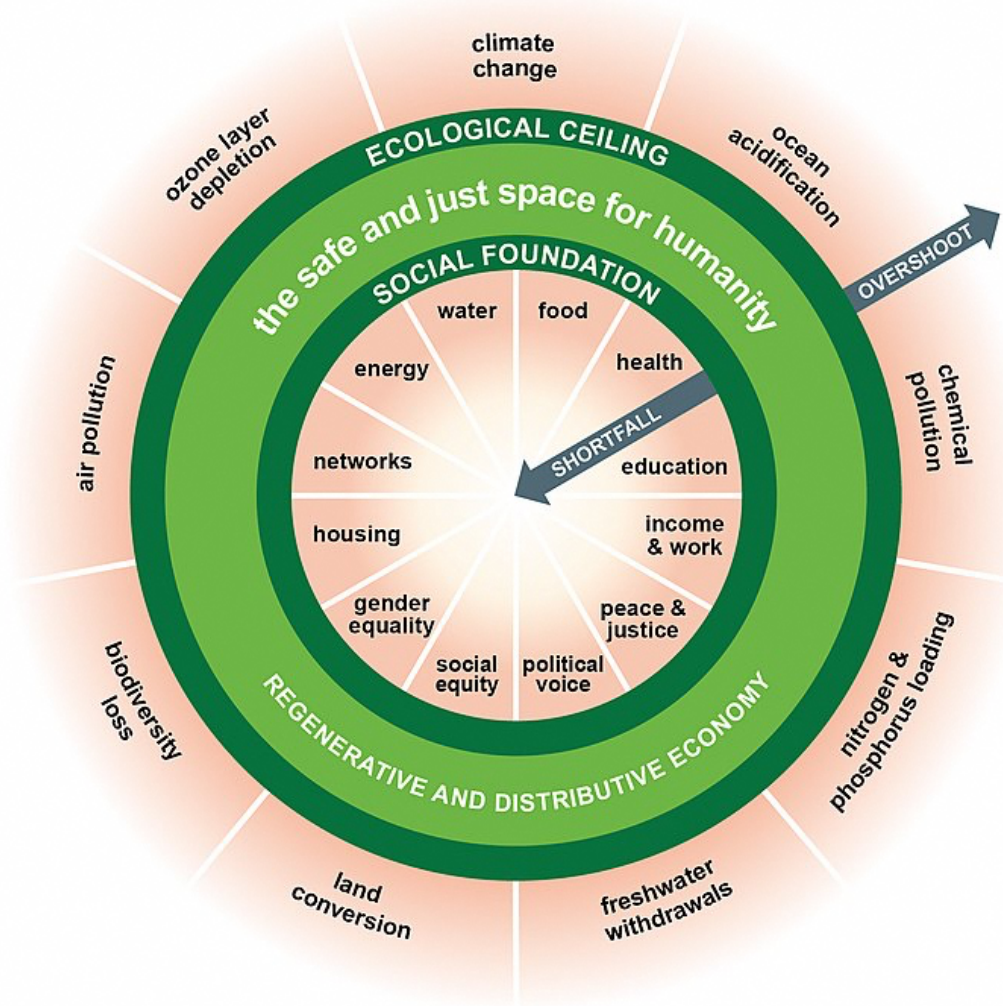 climate
change
ozone layer
depletion
ocean
acidification
ECOLOGICAL CEILING
the safe and just space for humanity
OVERSHOOT
SOCIAL FOUNDATION
water
food
energy
health
air pollution
chemical
pollution
SHORTFALL
networks
education
housing
income
& work
gender
equality
peace &
justice
social
equity
political
voice
biodiversity
loss
nitrogen &
phosphorus loading
REGENERATIVE AND DISTRIBUTIVE ECONOMY
land
conversion
freshwater
withdrawals